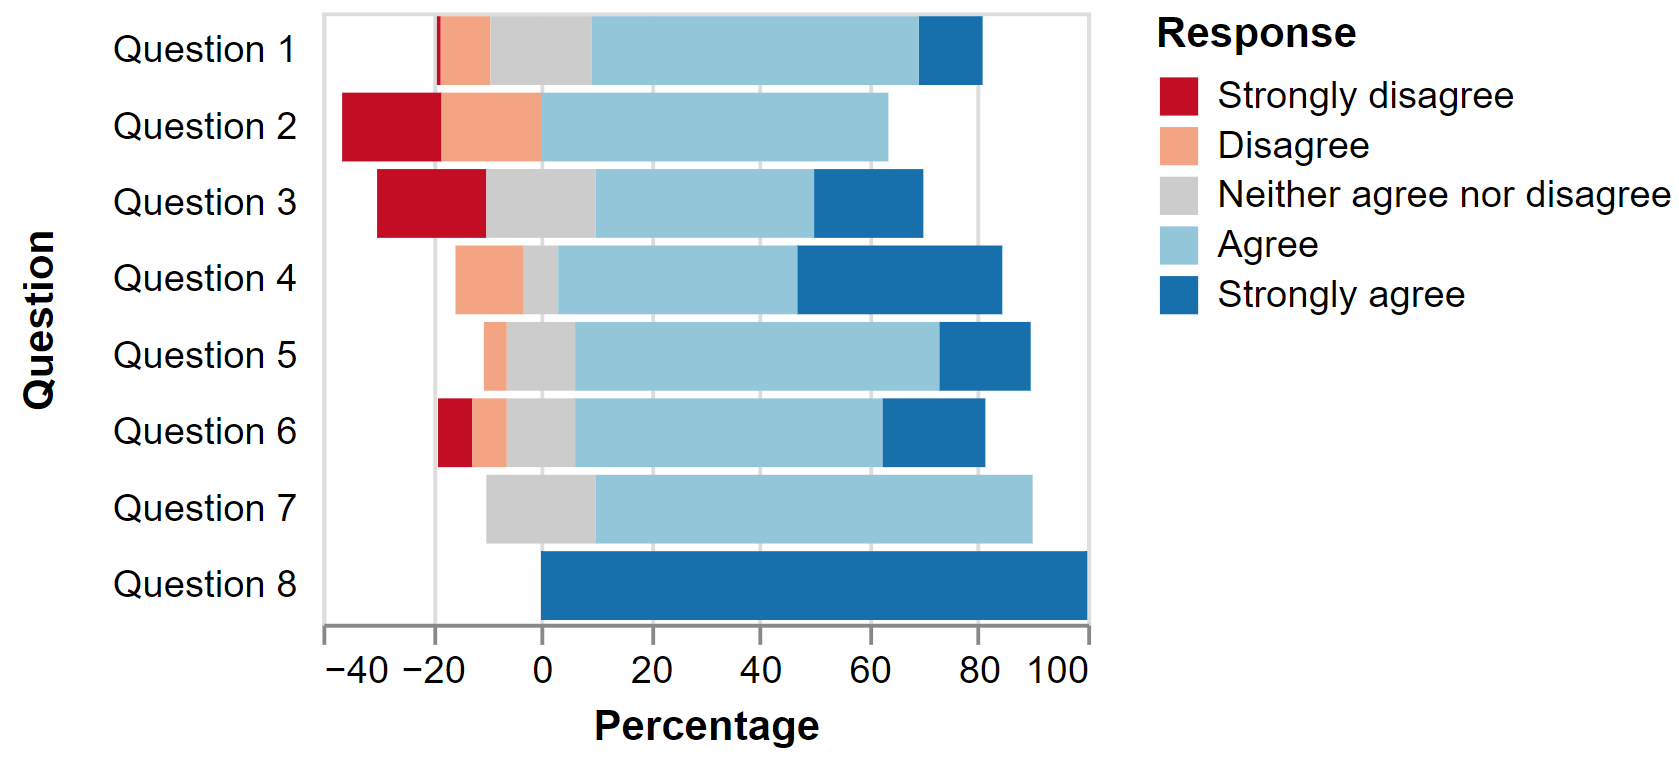 Question
Question 1
Question 2
Question 3
Question 4
Question 5
Question 6
Question 7
Question 8
−40 −20 0 20 40 60 80 100
Percentage
Response
Strongly disagree
Disagree
Neither agree nor disagree
Agree
Strongly agree